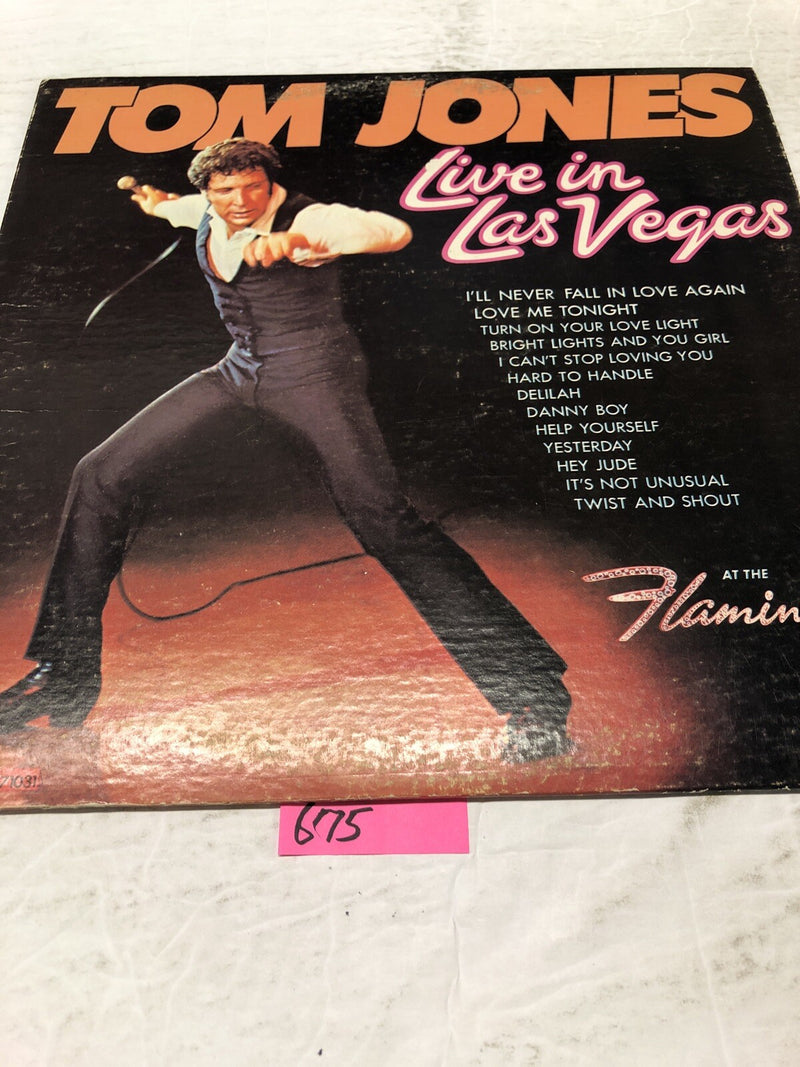 TOM JONES
Live in
Las Vegas
I'LL NEVER FALL IN LOVE AGAIN
LOVE ME TONIGHT
TURN ON YOUR LOVE LIGHT
BRIGHT LIGHTS AND YOU GIRL
I CAN'T STOP LOVING YOU
HARD TO HANDLE
DELILAH
DANNY BOY
HELP YOURSELF
YESTERDAY
HEY JUDE
IT'S NOT UNUSUAL
TWIST AND SHOUT
AT THE
Flamin
71031
675